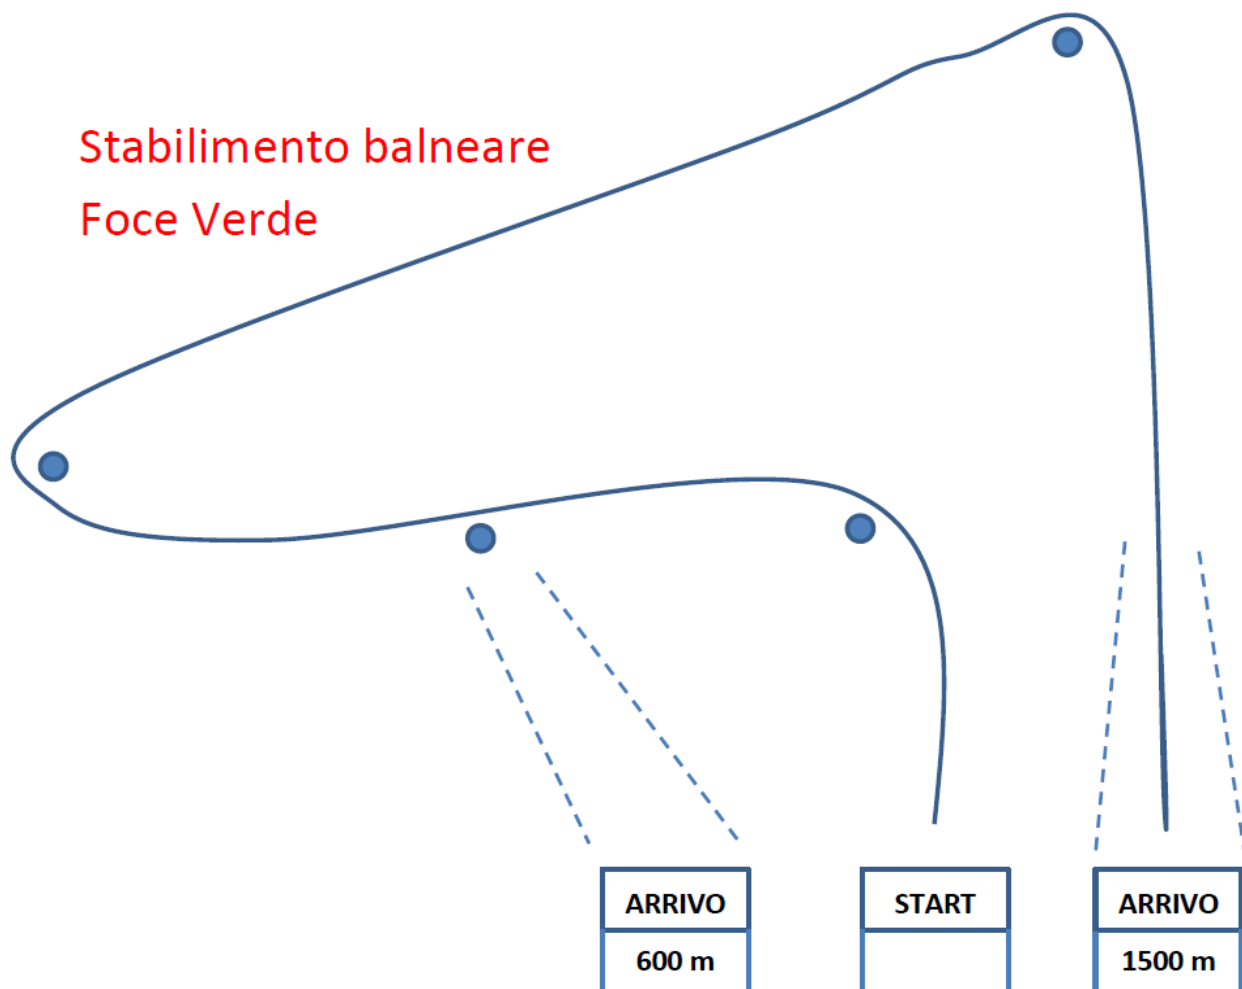 Stabilimento balneare
Foce Verde
ARRIVO
600 m
START
ARRIVO
1500 m